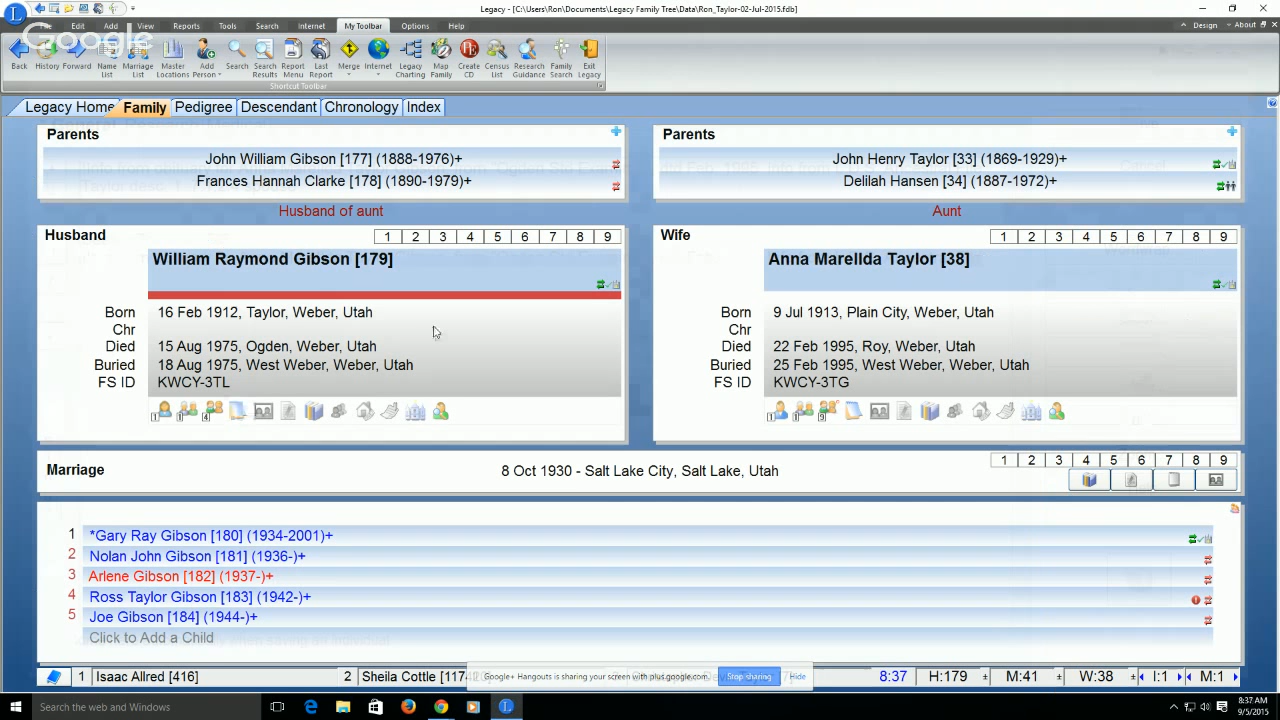 Legacy - [C:\Users\Ron\Documents\Legacy Family Tree\Data\Ron_Taylor-02-Jul-2015.fdb]
File Edit Add View Reports Tools Search Internet My Toolbar Options Help Design About
Google
Back History Forward Name List Marriage List Master Locations Add Person Search Search Results Report Menu Last Report Merge Internet Legacy Charting Map Family Create CD Census List Research Guidance Family Search Exit Legacy
Shortcut Toolbar
Legacy Home Family Pedigree Descendant Chronology Index
Parents Parents
John William Gibson [177] (1888-1976)+ John Henry Taylor [33] (1869-1929)+
Frances Hannah Clarke [178] (1890-1979)+ Delilah Hansen [34] (1887-1972)+
Husband of aunt Aunt
Husband 1 2 3 4 5 6 7 8 9 Wife 1 2 3 4 5 6 7 8 9
William Raymond Gibson [179] Anna Marellda Taylor [38]
Born 16 Feb 1912, Taylor, Weber, Utah Born 9 Jul 1913, Plain City, Weber, Utah
Chr Chr
Died 15 Aug 1975, Ogden, Weber, Utah Died 22 Feb 1995, Roy, Weber, Utah
Buried 18 Aug 1975, West Weber, Weber, Utah Buried 25 Feb 1995, West Weber, Weber, Utah
FS ID KWCY-3TL FS ID KWCY-3TG
1 1 4 1 1 9
Marriage 8 Oct 1930 - Salt Lake City, Salt Lake, Utah 1 2 3 4 5 6 7 8 9
1 *Gary Ray Gibson [180] (1934-2001)+
2 Nolan John Gibson [181] (1936-)+
3 Arlene Gibson [182] (1937-)+
4 Ross Taylor Gibson [183] (1942-)+
5 Joe Gibson [184] (1944-)+
Click to Add a Child
1 Isaac Allred [416] 2 Sheila Cottle Google+ Hangouts is sharing your screen with plus.google.com. Stop sharing Hide 8:37 H:179 M:41 W:38 I:1 M:1
Search the web and Windows 8:37 AM
9/5/2015